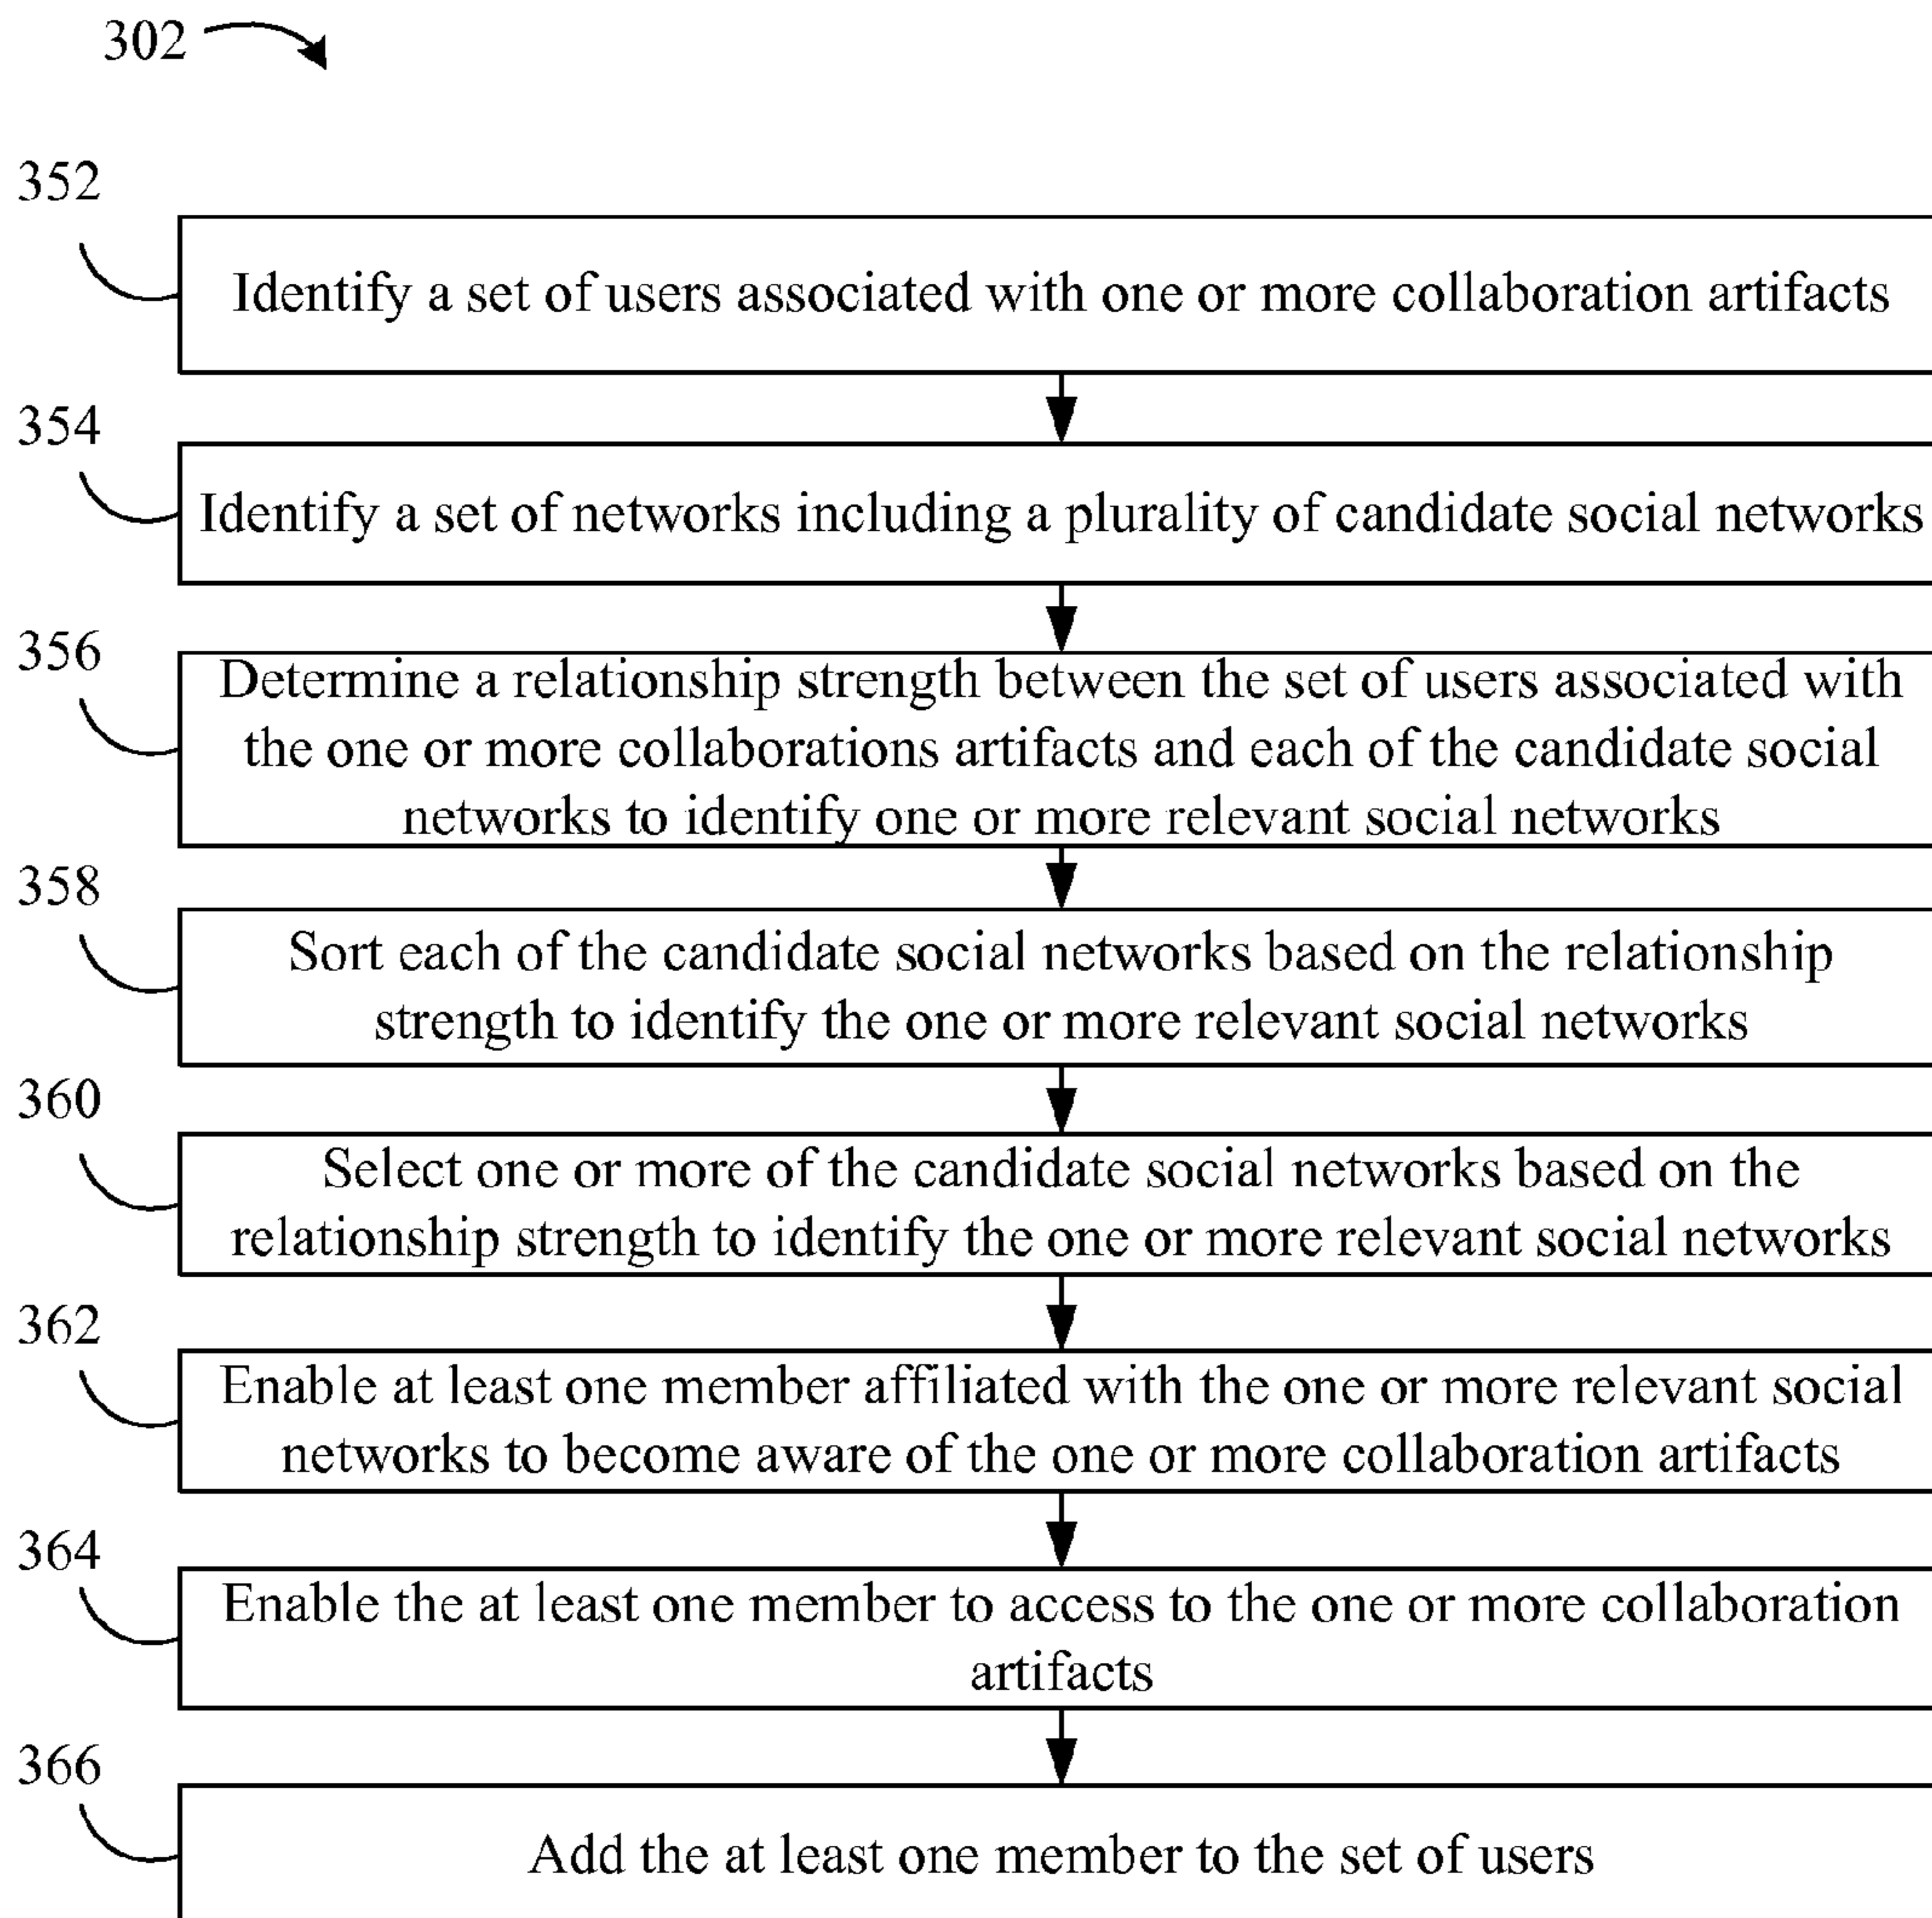 302
352
Identify a set of users associated with one or more collaboration artifacts
354
Identify a set of networks including a plurality of candidate social networks
356
Determine a relationship strength between the set of users associated with
the one or more collaborations artifacts and each of the candidate social
networks to identify one or more relevant social networks
358
Sort each of the candidate social networks based on the relationship
strength to identify the one or more relevant social networks
360
Select one or more of the candidate social networks based on the
relationship strength to identify the one or more relevant social networks
362
Enable at least one member affiliated with the one or more relevant social
networks to become aware of the one or more collaboration artifacts
364
Enable the at least one member to access to the one or more collaboration
artifacts
366
Add the at least one member to the set of users